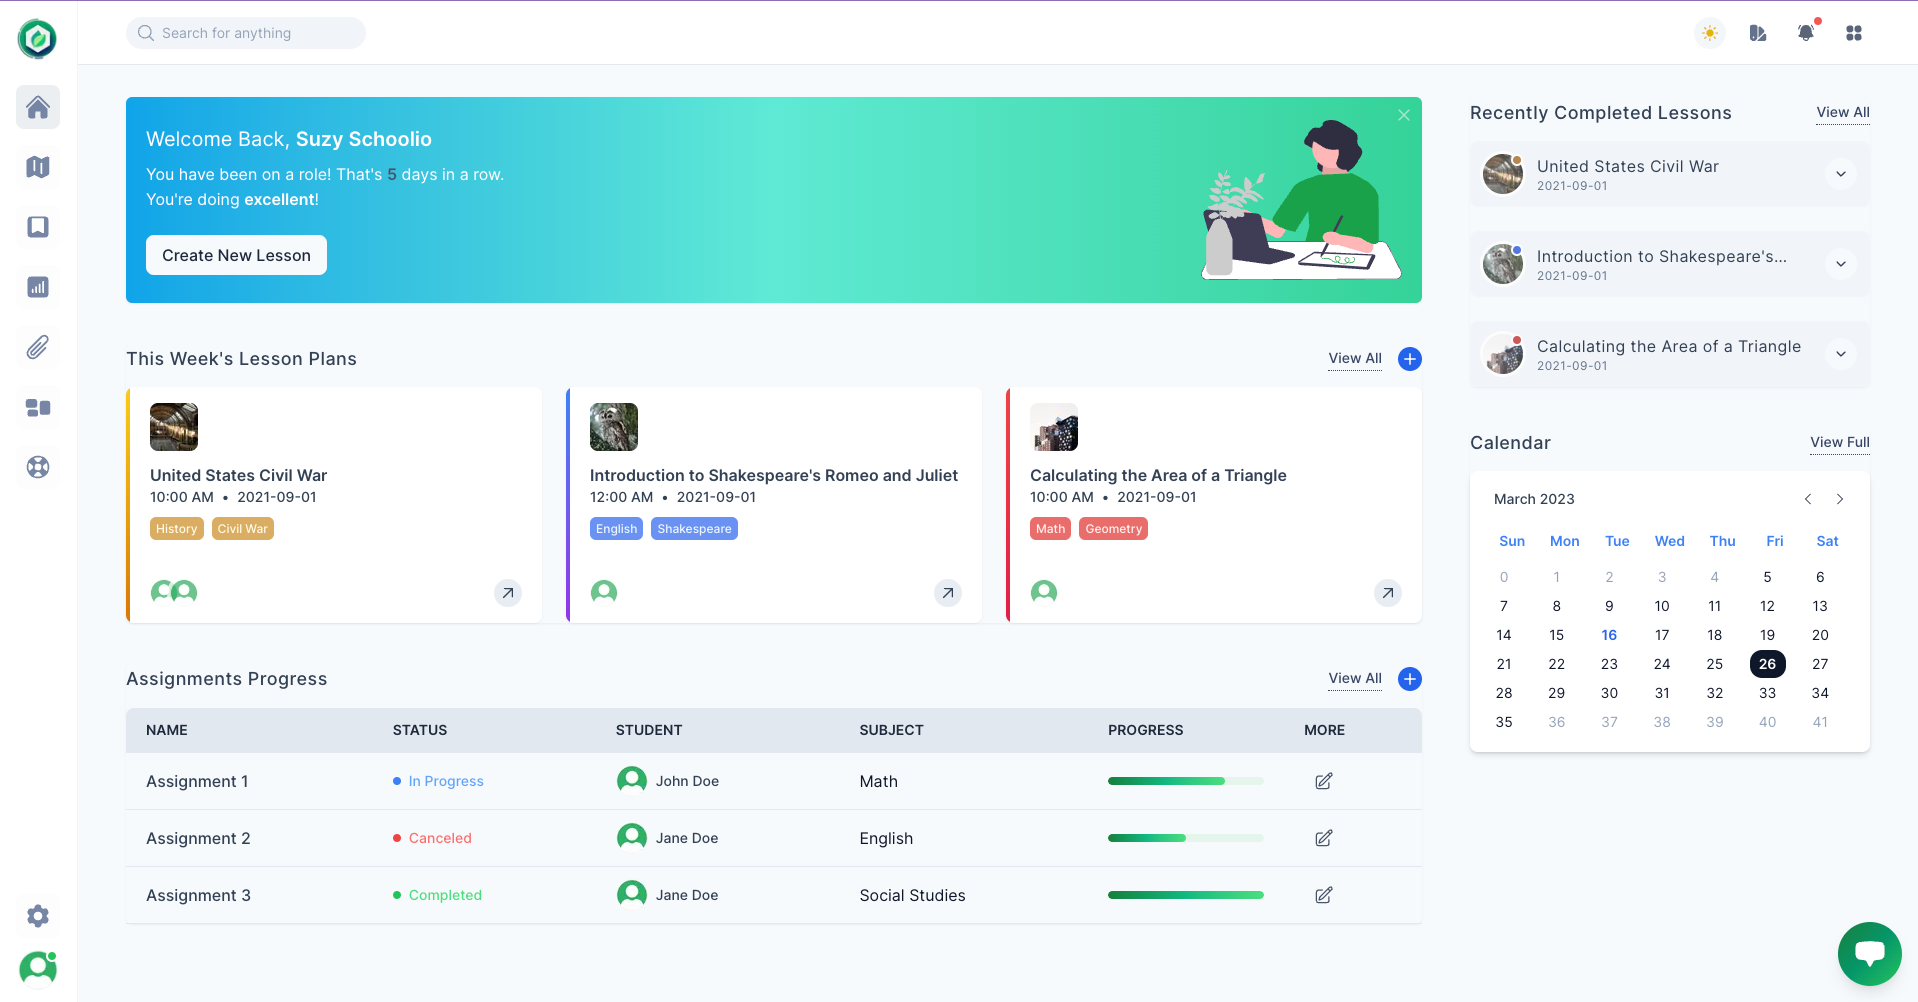 Search for anything
Welcome Back, Suzy Schoolio
You have been on a role! That's 5 days in a row.
You're doing excellent!
Create New Lesson
This Week's Lesson Plans
View All
United States Civil War
10:00 AM • 2021-09-01
History Civil War
Introduction to Shakespeare's Romeo and Juliet
12:00 AM • 2021-09-01
English Shakespeare
Calculating the Area of a Triangle
10:00 AM • 2021-09-01
Math Geometry
Assignments Progress
View All
NAME STATUS STUDENT SUBJECT PROGRESS MORE
Assignment 1 In Progress John Doe Math
Assignment 2 Canceled Jane Doe English
Assignment 3 Completed Jane Doe Social Studies
Recently Completed Lessons
View All
United States Civil War
2021-09-01
Introduction to Shakespeare's...
2021-09-01
Calculating the Area of a Triangle
2021-09-01
Calendar
View Full
March 2023
Sun Mon Tue Wed Thu Fri Sat
0 1 2 3 4 5 6
7 8 9 10 11 12 13
14 15 16 17 18 19 20
21 22 23 24 25 26 27
28 29 30 31 32 33 34
35 36 37 38 39 40 41